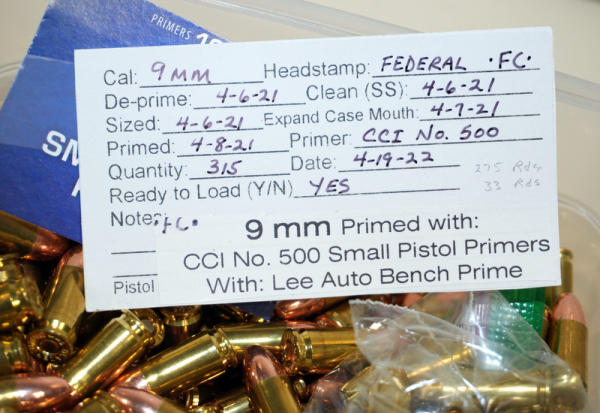 PRIMERS
SM
Cal: 9MM Headstamp: FEDERAL •FC•
De-prime: 4-6-21 Clean (SS): 4-6-21
Sized: 4-6-21 Expand Case Mouth: 4-7-21
Primed: 4-8-21 Primer: CCI No. 500
Quantity: 315 Date: 4-19-22 275 Rds
Ready to Load (Y/N) YES 33 Rds
Notes •FC•
9 mm Primed with:
CCI No. 500 Small Pistol Primers
With: Lee Auto Bench Prime
Pistol